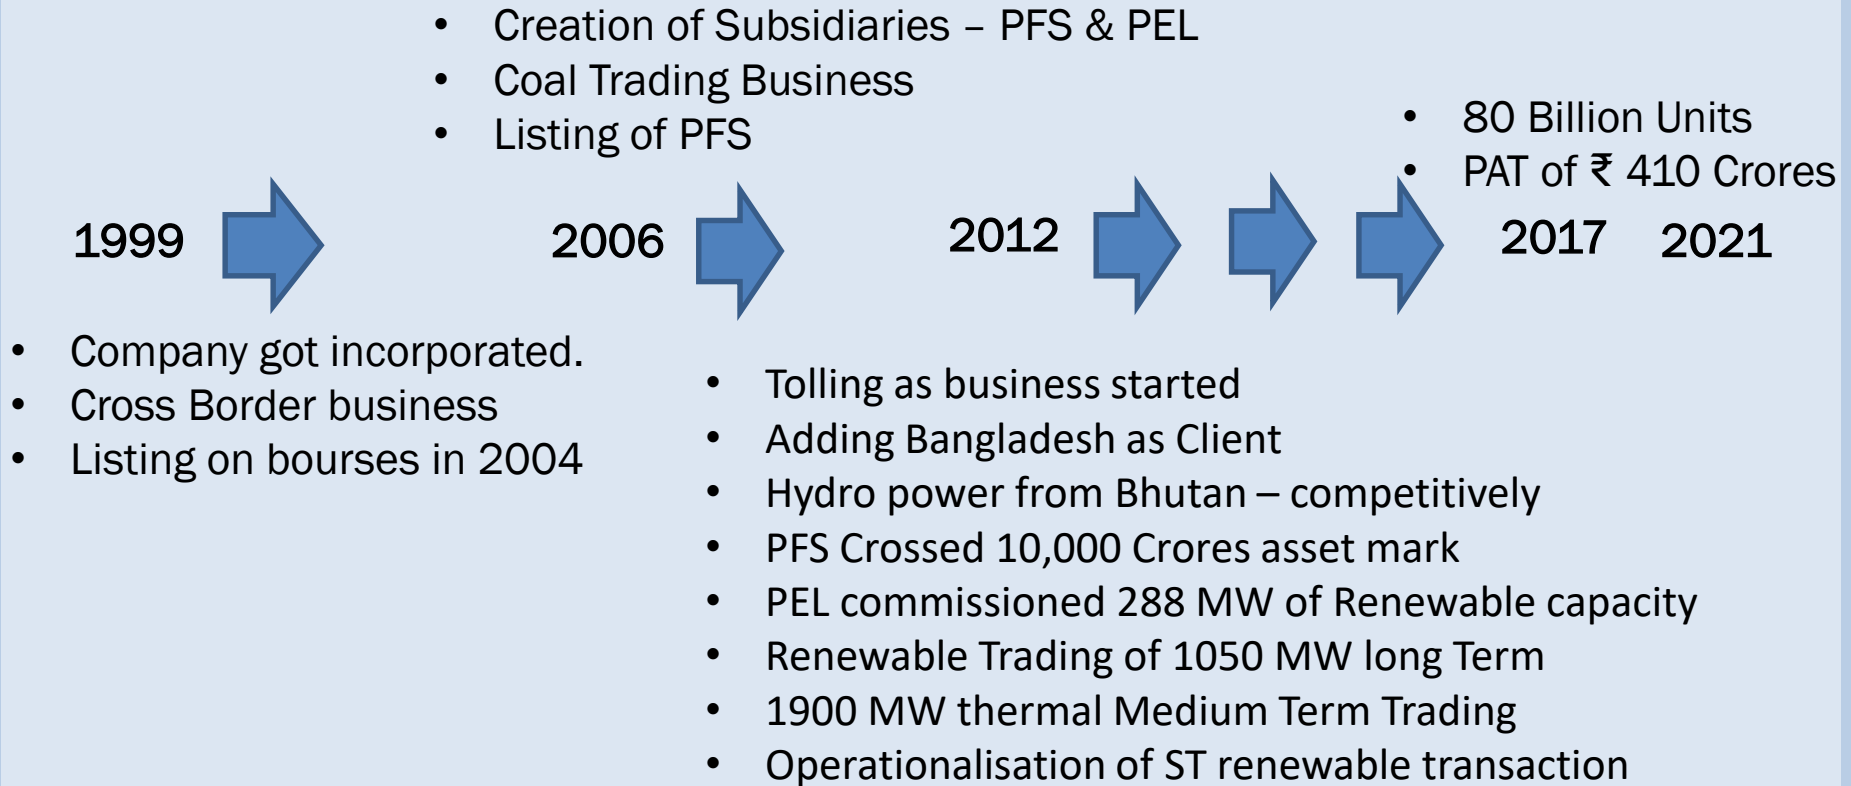 • Creation of Subsidiaries – PFS & PEL
• Coal Trading Business
• Listing of PFS
• 80 Billion Units
• PAT of ₹ 410 Crores
1999 2006 2012 2017 2021
• Company got incorporated.
• Cross Border business
• Listing on bourses in 2004
• Tolling as business started
• Adding Bangladesh as Client
• Hydro power from Bhutan – competitively
• PFS Crossed 10,000 Crores asset mark
• PEL commissioned 288 MW of Renewable capacity
• Renewable Trading of 1050 MW long Term
• 1900 MW thermal Medium Term Trading
• Operationalisation of ST renewable transaction